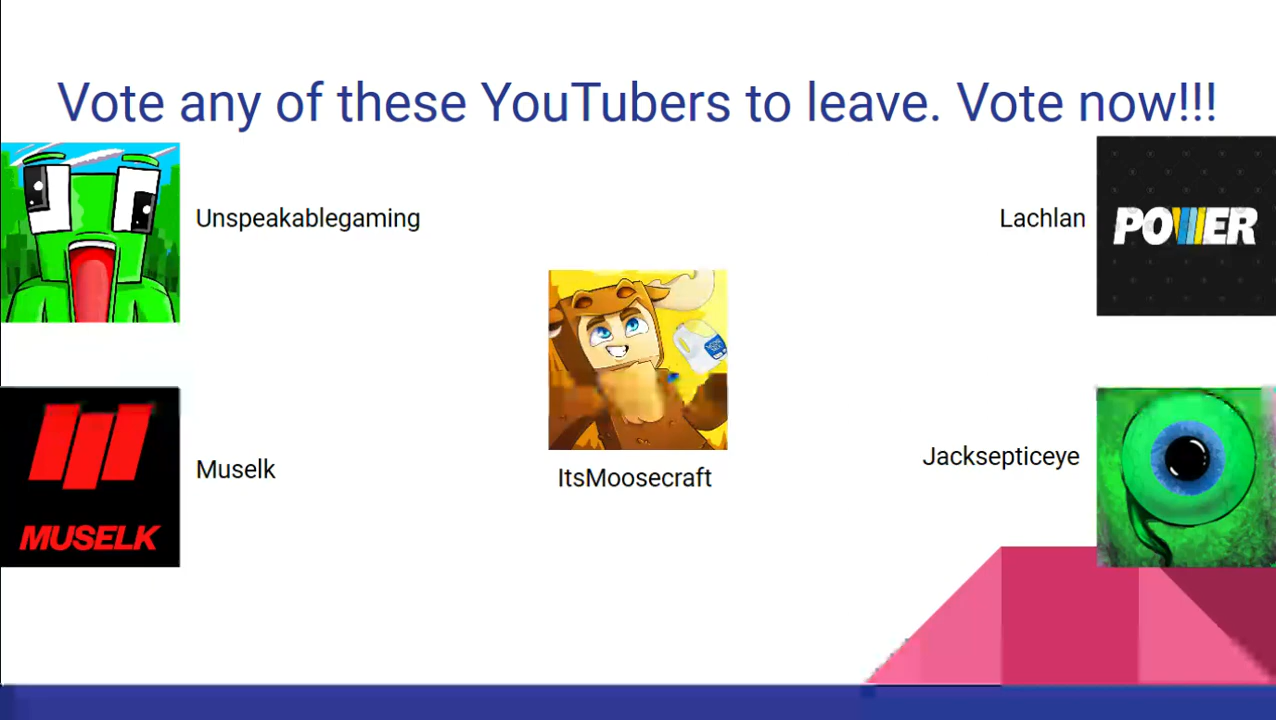 Vote any of these YouTubers to leave. Vote now!!!
Unspeakablegaming
Lachlan
POWER
Muselk
MUSELK
ItsMoosecraft
Jacksepticeye